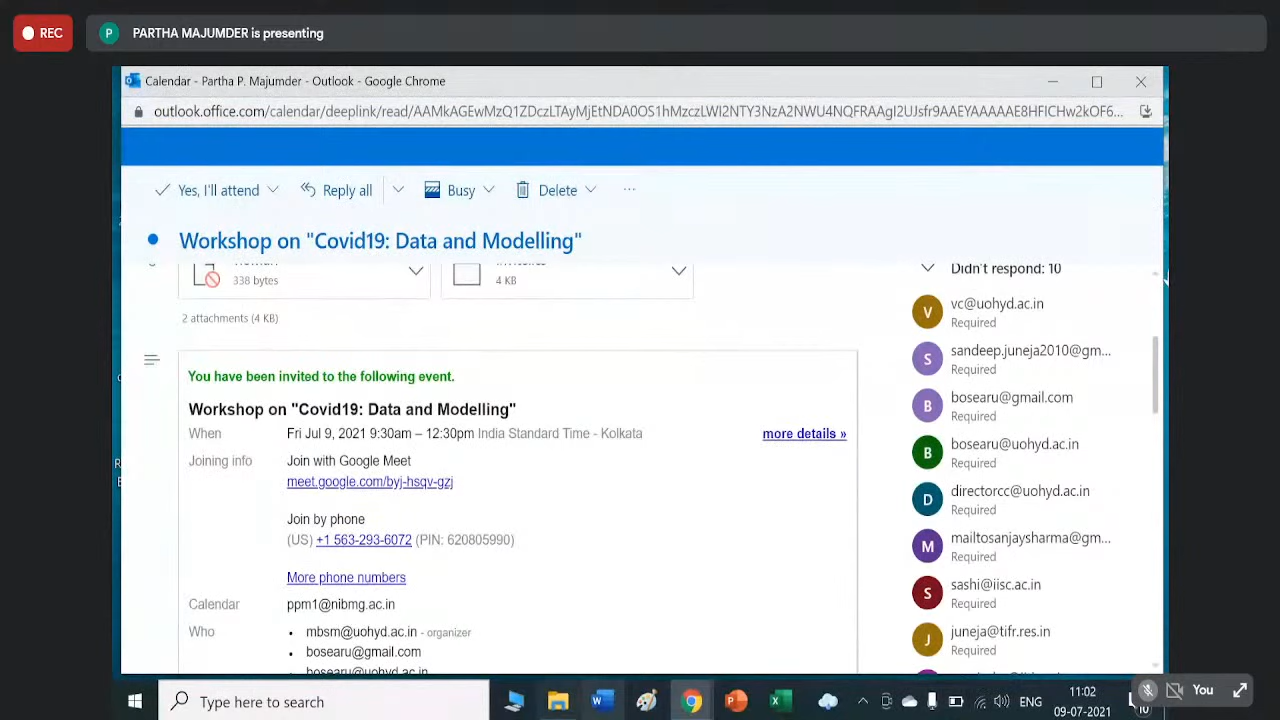 REC
P PARTHA MAJUMDER is presenting
Calendar - Partha P. Majumder - Outlook - Google Chrome
outlook.office.com/calendar/deeplink/read/AAMkAGEwMzQ1ZDczLTAyMjEtNDA0OS1hMzczLWI2NTY3NzA2NWU4NQFRAAgI2UJsfr9AAEYAAAAAE8HFICHw2kOF6...
Yes, I'll attend Reply all Busy Delete ...
Workshop on "Covid19: Data and Modelling"
338 bytes
4 KB
2 attachments (4 KB)
You have been invited to the following event.
Workshop on "Covid19: Data and Modelling"
When Fri Jul 9, 2021 9:30am – 12:30pm India Standard Time - Kolkata more details »
Joining info Join with Google Meet
meet.google.com/byj-hsqv-gzj
Join by phone
(US) +1 563-293-6072 (PIN: 620805990)
More phone numbers
Calendar ppm1@nibmg.ac.in
Who • mbsm@uohyd.ac.in - organizer
• bosearu@gmail.com
bosearu@uohyd.ac.in
Didn't respond: 10
V vc@uohyd.ac.in
Required
S sandeep.juneja2010@gm...
Required
B bosearu@gmail.com
Required
B bosearu@uohyd.ac.in
Required
D directorcc@uohyd.ac.in
Required
M mailtosanjaysharma@gm...
Required
S sashi@iisc.ac.in
Required
J juneja@tifr.res.in
Required
You
Type here to search
ENG
11:02
09-07-2021
10